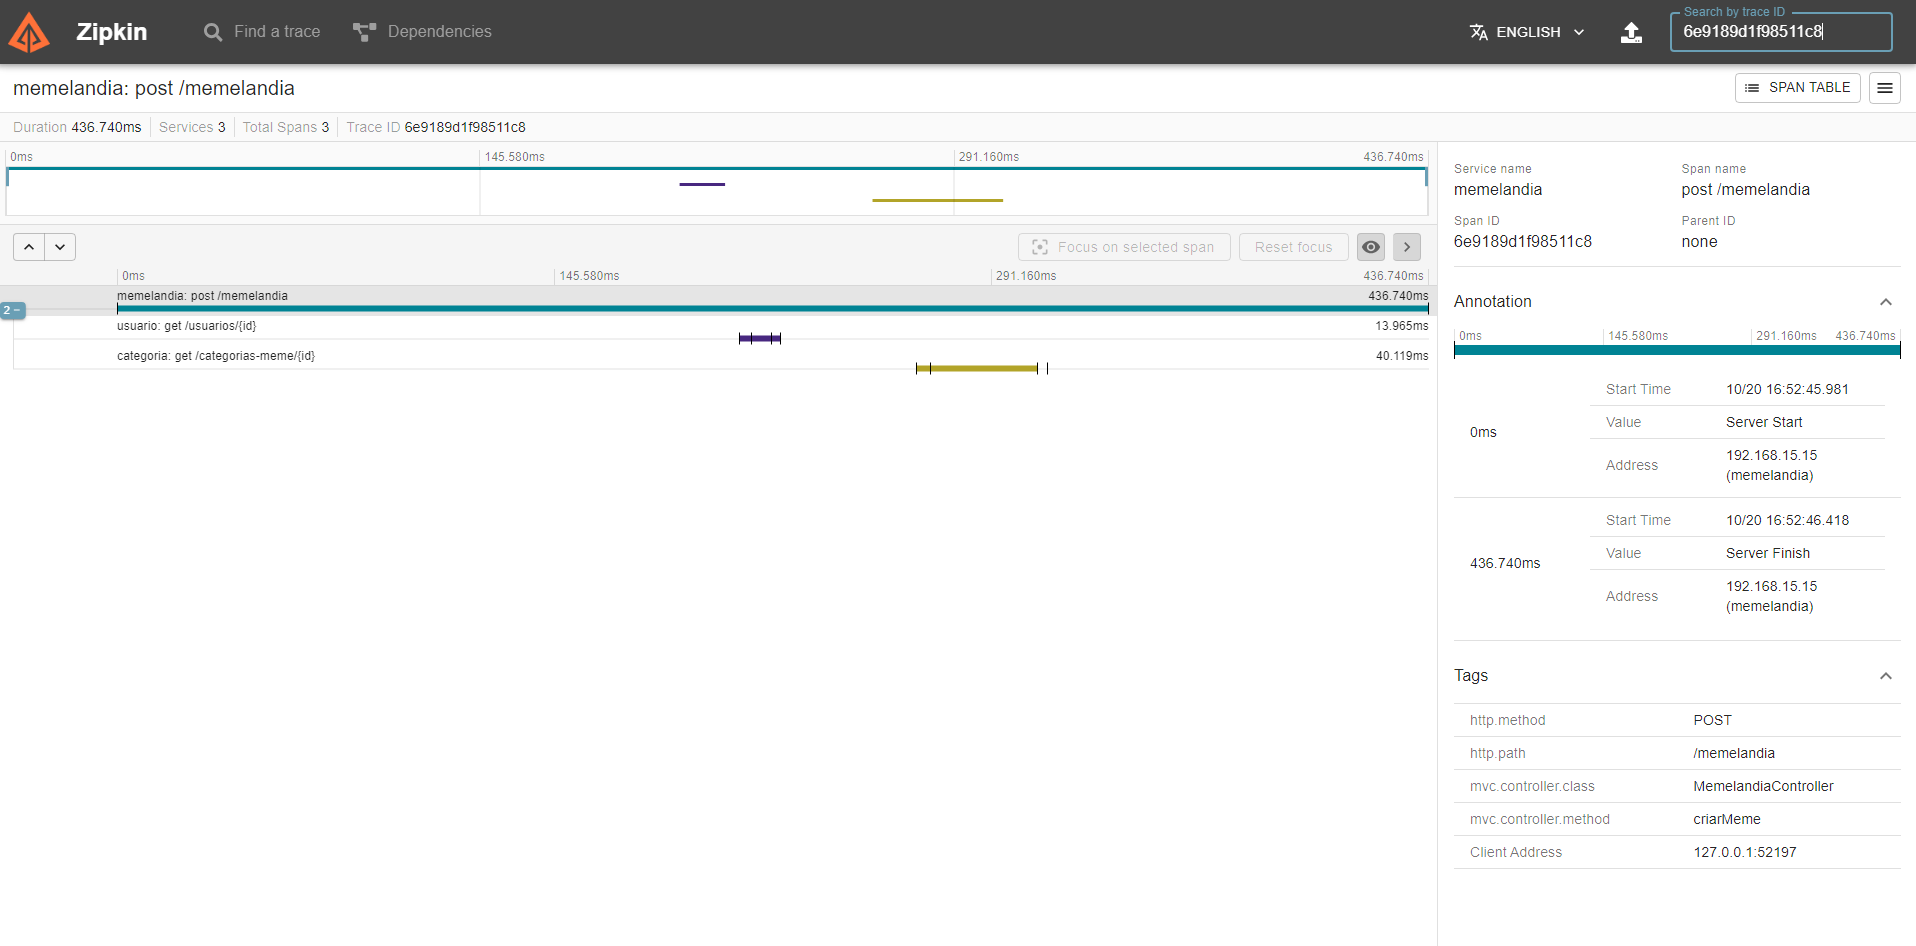 Zipkin Find a trace Dependencies ENGLISH Search by trace ID
6e9189d1f98511c8
memelandia: post /memelandia SPAN TABLE
Duration 436.740ms Services 3 Total Spans 3 Trace ID 6e9189d1f98511c8
0ms 145.580ms 291.160ms 436.740ms
Focus on selected span Reset focus
0ms 145.580ms 291.160ms 436.740ms
2 −
memelandia: post /memelandia 436.740ms
usuario: get /usuarios/{id} 13.965ms
categoria: get /categorias-meme/{id} 40.119ms
Service name Span name
memelandia post /memelandia
Span ID Parent ID
6e9189d1f98511c8 none
Annotation
0ms 145.580ms 291.160ms 436.740ms
0ms
Start Time 10/20 16:52:45.981
Value Server Start
Address 192.168.15.15
(memelandia)
436.740ms
Start Time 10/20 16:52:46.418
Value Server Finish
Address 192.168.15.15
(memelandia)
Tags
http.method POST
http.path /memelandia
mvc.controller.class MemelandiaController
mvc.controller.method criarMeme
Client Address 127.0.0.1:52197